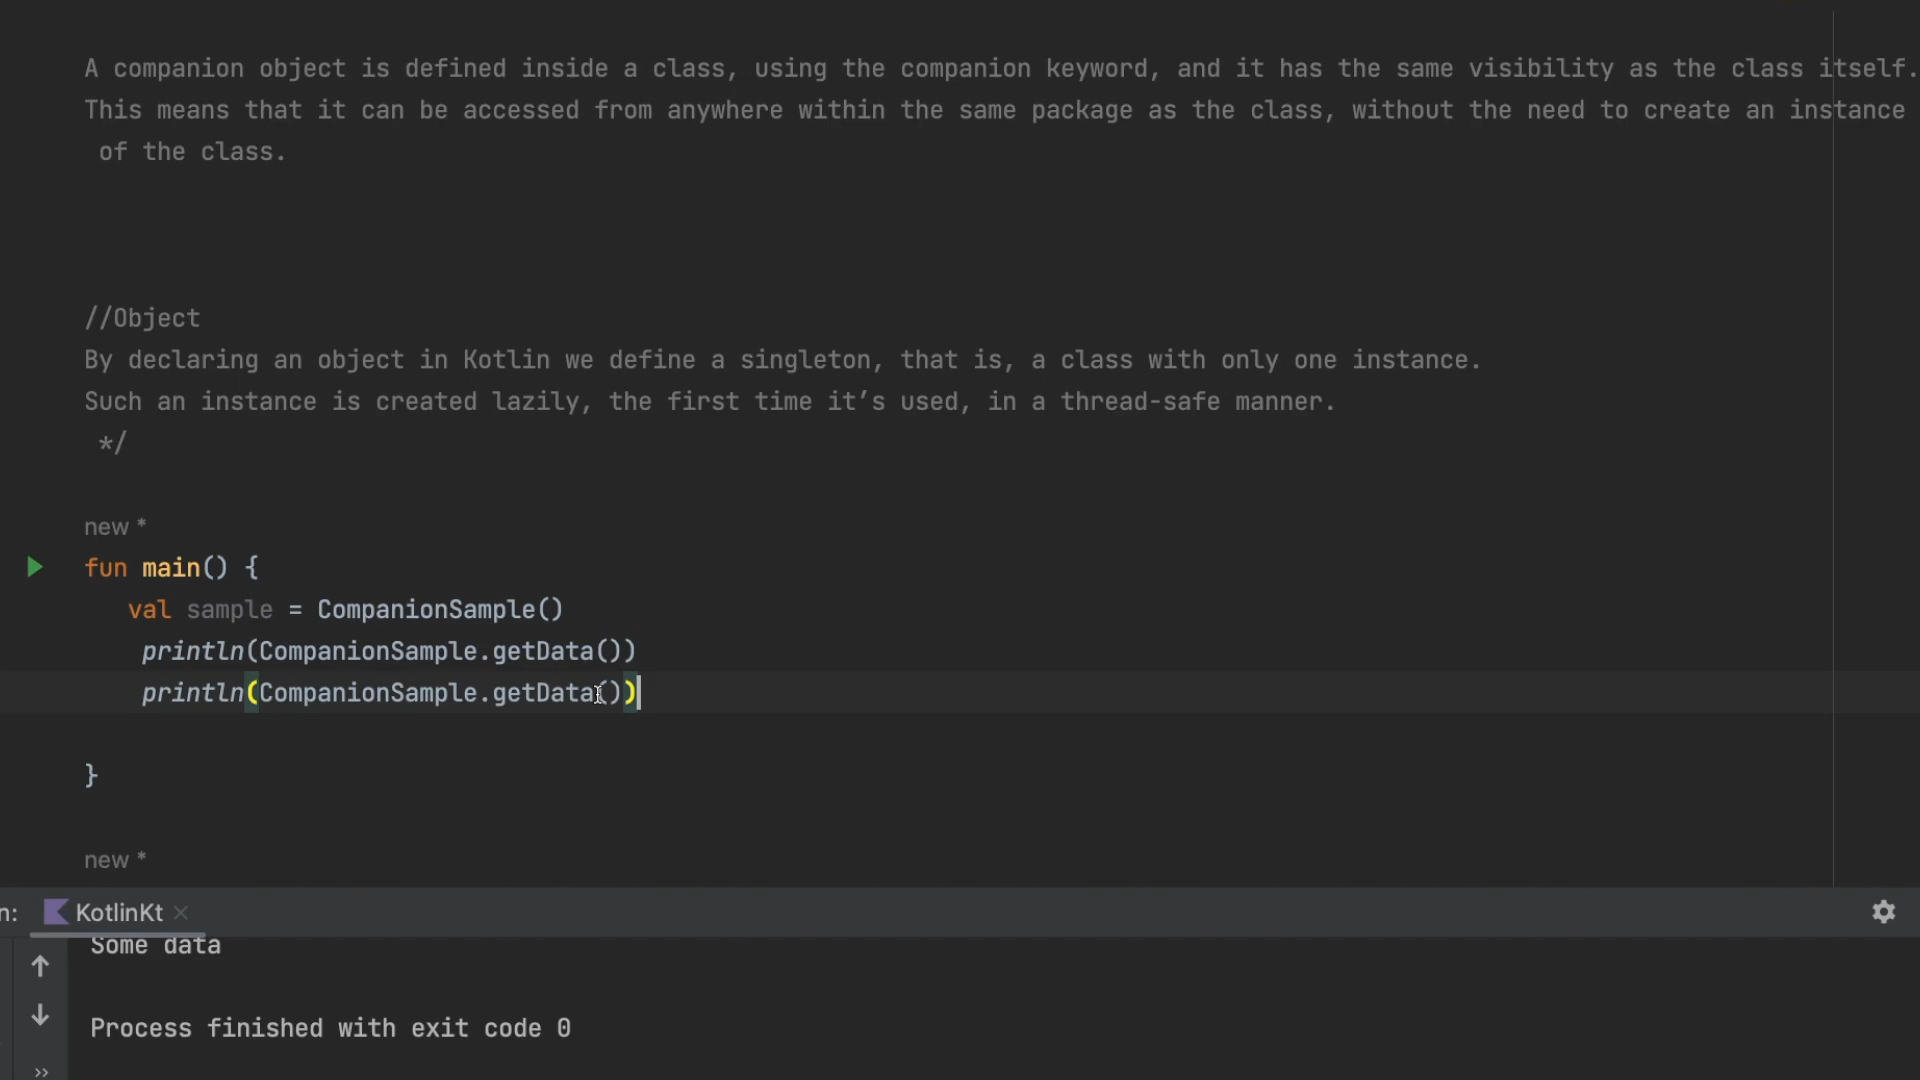 A companion object is defined inside a class, using the companion keyword, and it has the same visibility as the class itself.
This means that it can be accessed from anywhere within the same package as the class, without the need to create an instance
of the class.
//Object
By declaring an object in Kotlin we define a singleton, that is, a class with only one instance.
Such an instance is created lazily, the first time it’s used, in a thread-safe manner.
*/
new *
fun main() {
val sample = CompanionSample()
println(CompanionSample.getData())
println(CompanionSample.getData())
}
new *
n: KotlinKt
Some data
Process finished with exit code 0